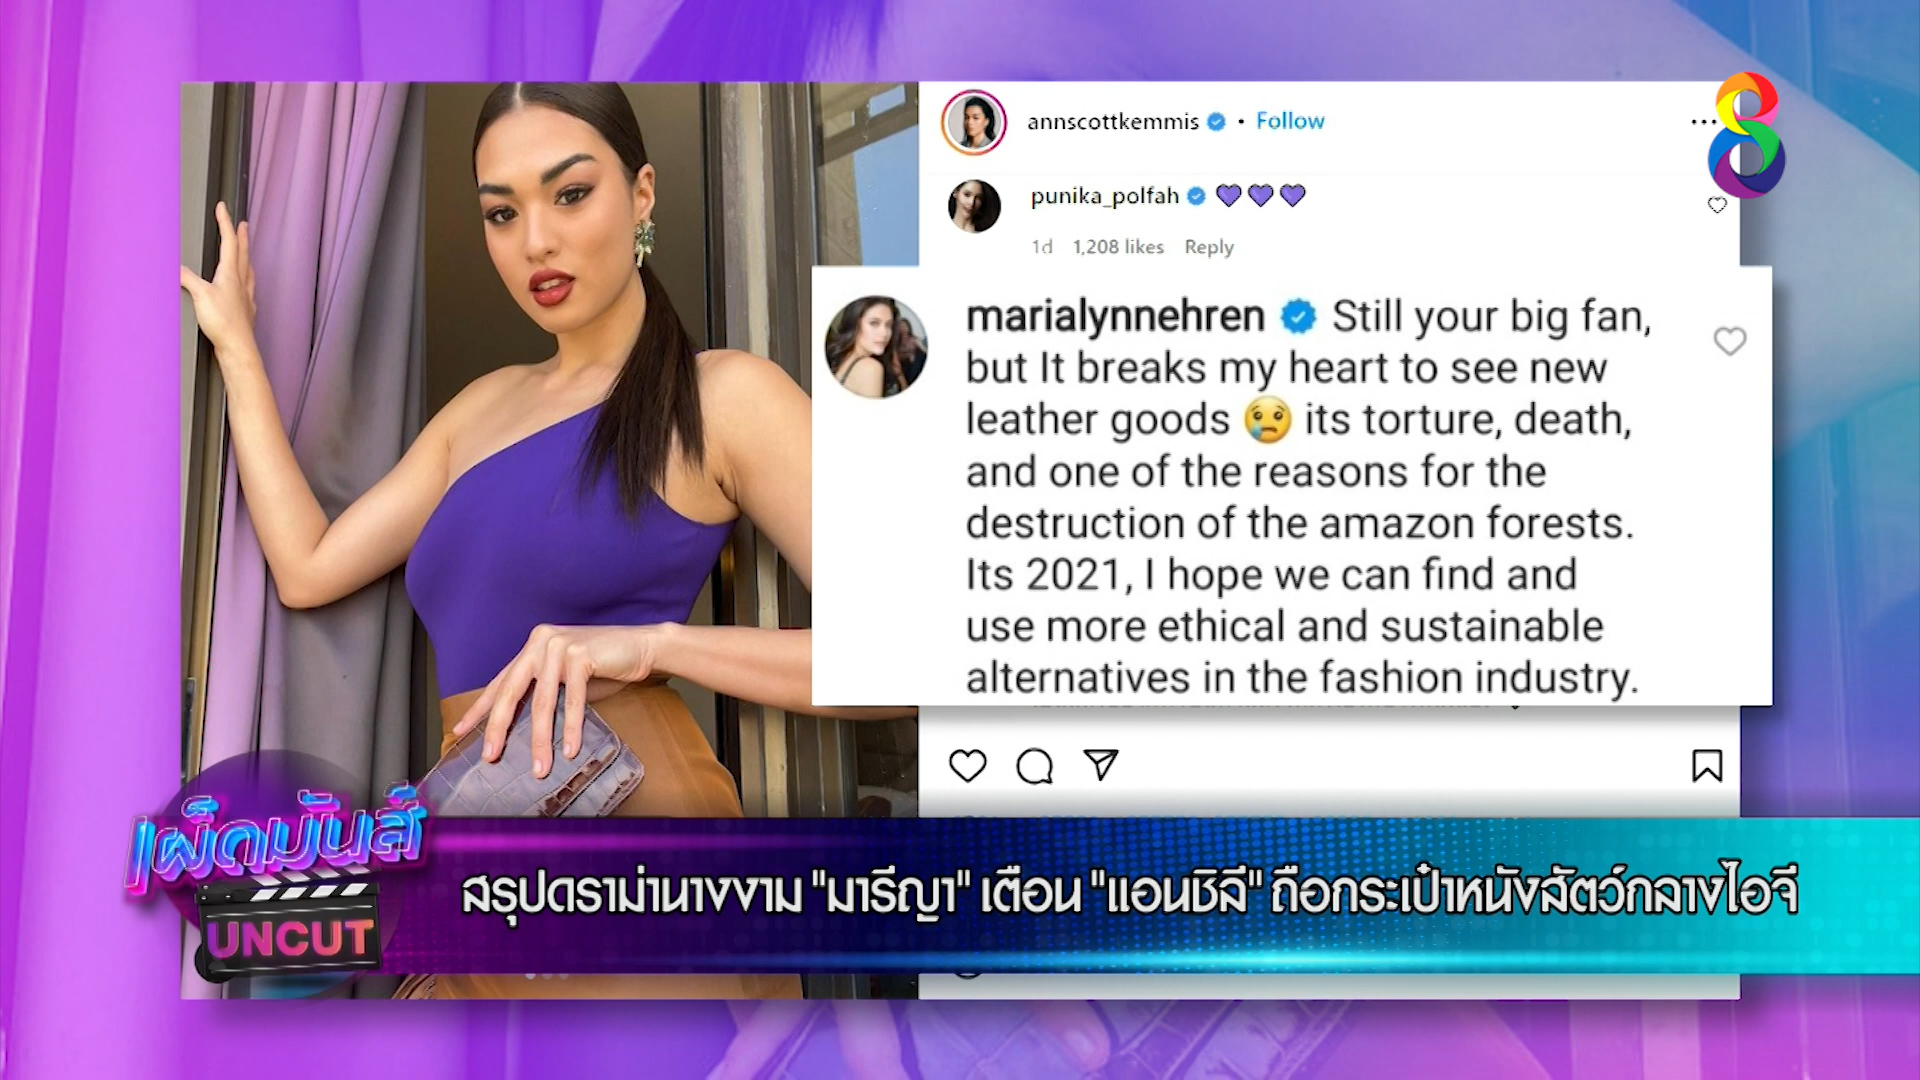 annscottkemmis • Follow
punika_polfah 💜 💜 💜
1d 1,208 likes Reply
marialynnehren Still your big fan,
but It breaks my heart to see new
leather goods 😢 its torture, death,
and one of the reasons for the
destruction of the amazon forests.
Its 2021, I hope we can find and
use more ethical and sustainable
alternatives in the fashion industry.
8
เผ็ดมันส์
UNCUT
สรุปดราม่านางงาม "มารีญา" เตือน "แอนชิลี" ถือกระเป๋าหนังสัตว์กลางไอจี